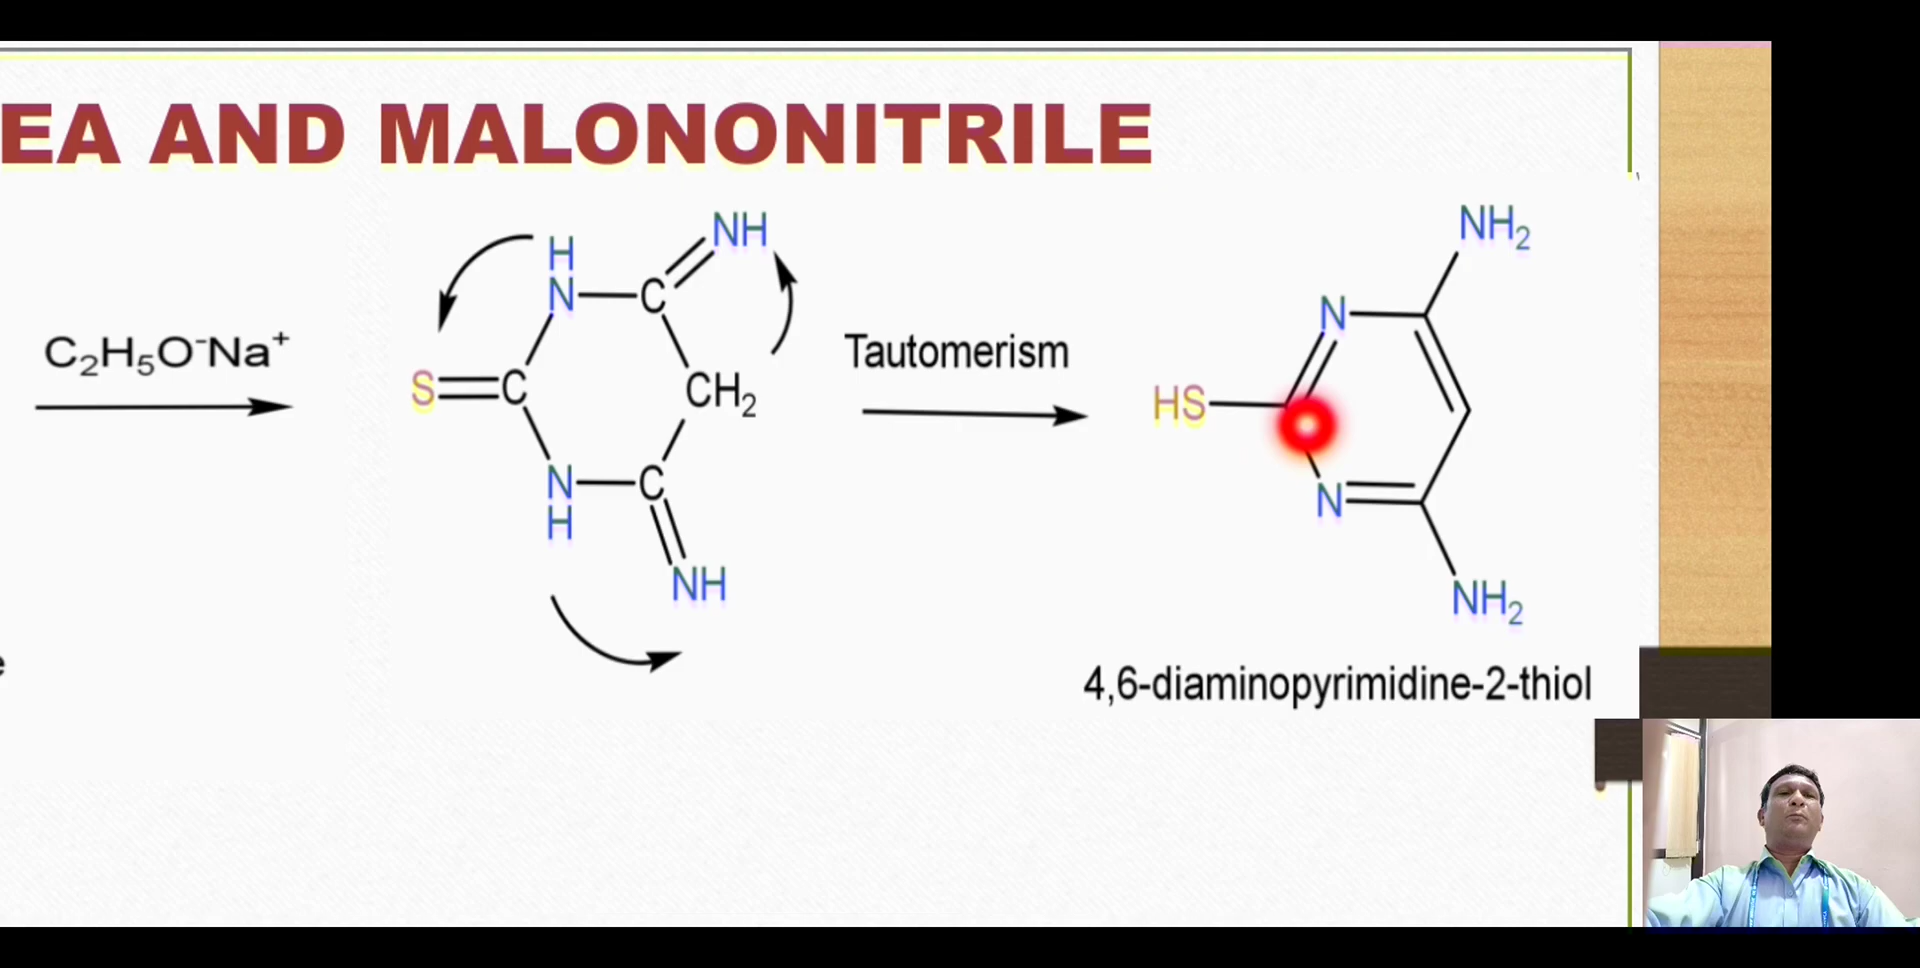 EA AND MALONONITRILE
C₂H₅O⁻Na⁺
H
N
C
NH
S
C
CH₂
N
H
C
NH
Tautomerism
NH₂
N
HS
N
NH₂
4,6-diaminopyrimidine-2-thiol